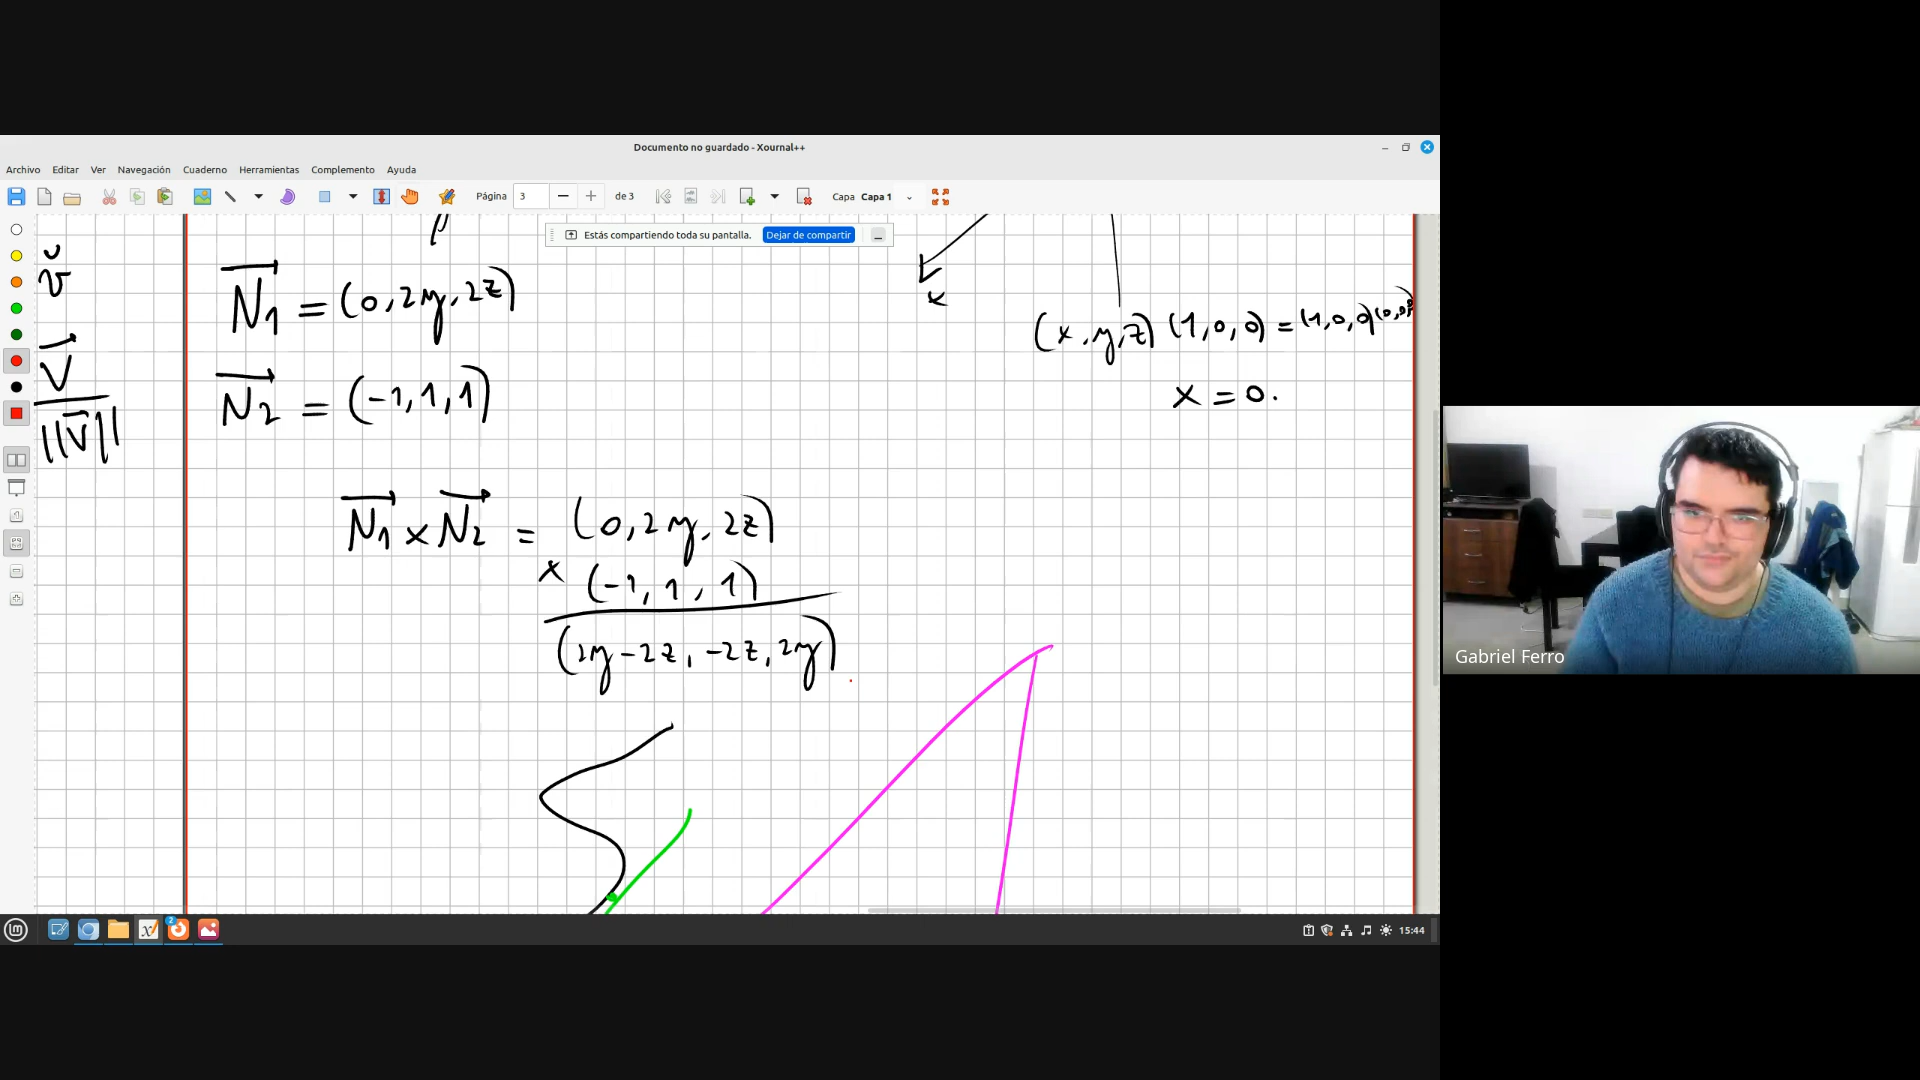 Documento no guardado - Xournal++
Archivo Editar Ver Navegación Cuaderno Herramientas Complemento Ayuda
Página 3 de 3 Capa Capa 1
Estás compartiendo toda su pantalla. Dejar de compartir
N1 = (0, 2y, 2z)
N2 = (-1, 1, 1)
V
||V||
x
(x, y, z) (1, 0, 0) = (1, 0, 0)
x = 0.
N1 x N2 = (0, 2y, 2z)
x (-1, 1, 1)
(2y - 2z, -2z, 2y)
Gabriel Ferro
2
15:44